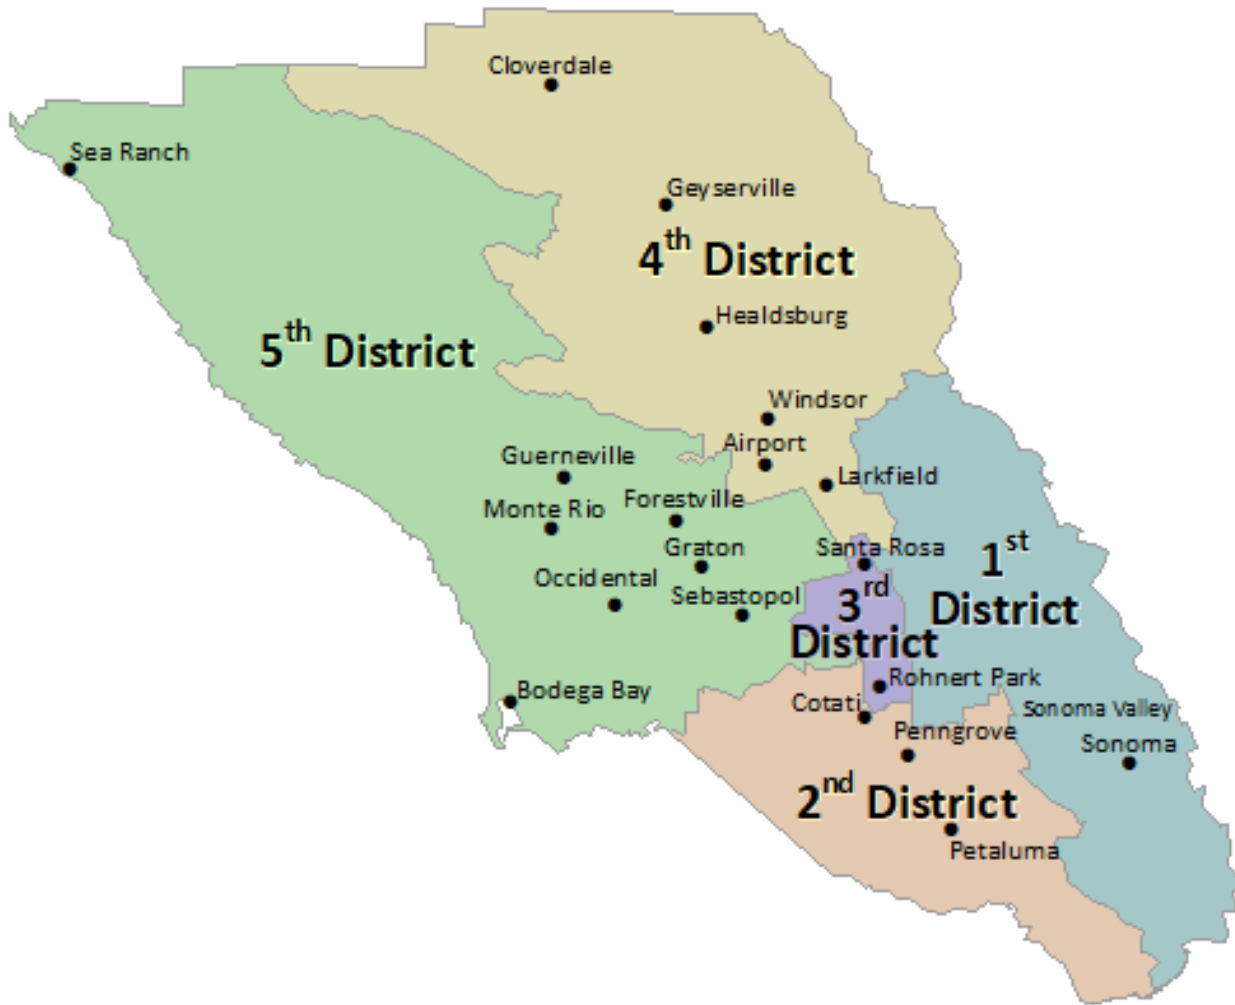 Cloverdale
Sea Ranch
Geyserville
4th District
Healdsburg
5th District
Windsor
Airport
Guerneville
Larkfield
Forestville
Monte Rio
Graton
Santa Rosa
1st
District
Occidental
Sebastopol
3rd
District
Rohnert Park
Bodega Bay
Cotati
Sonoma Valley
Penngrove
Sonoma
2nd District
Petaluma